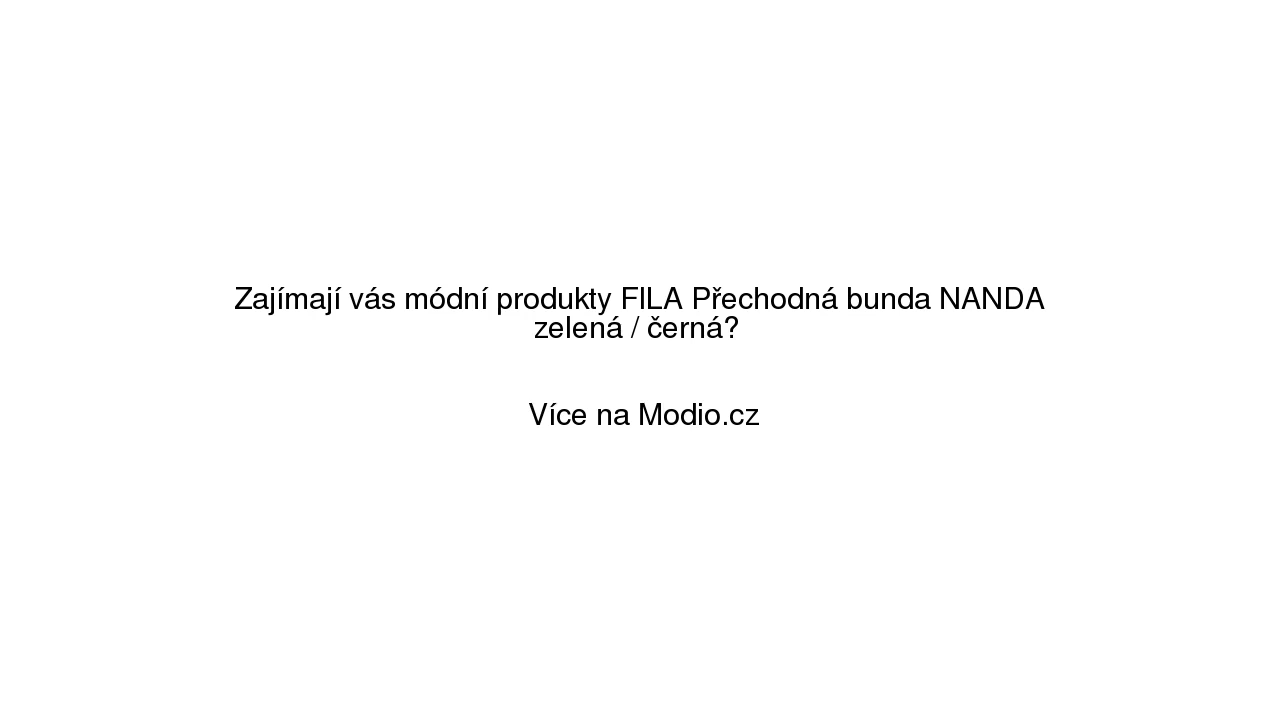 Zajímají vás módní produkty FILA Přechodná bunda NANDA
zelená / černá?
Více na Modio.cz